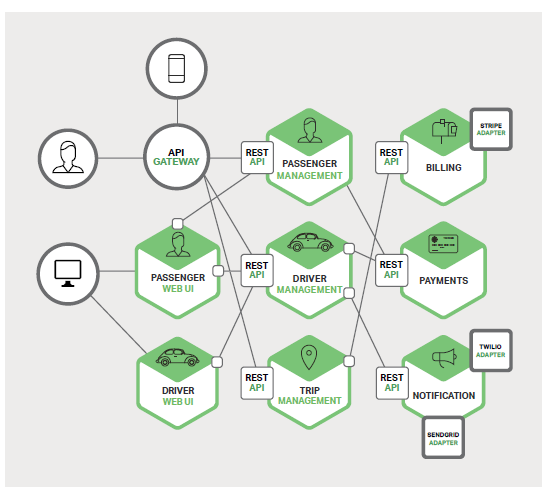 API
GATEWAY
REST
API
PASSENGER
MANAGEMENT
REST
API
BILLING
STRIPE
ADAPTER
PASSENGER
WEB UI
REST
API
DRIVER
MANAGEMENT
REST
API
PAYMENTS
DRIVER
WEB UI
REST
API
TRIP
MANAGEMENT
REST
API
NOTIFICATION
TWILIO
ADAPTER
SENDGRID
ADAPTER